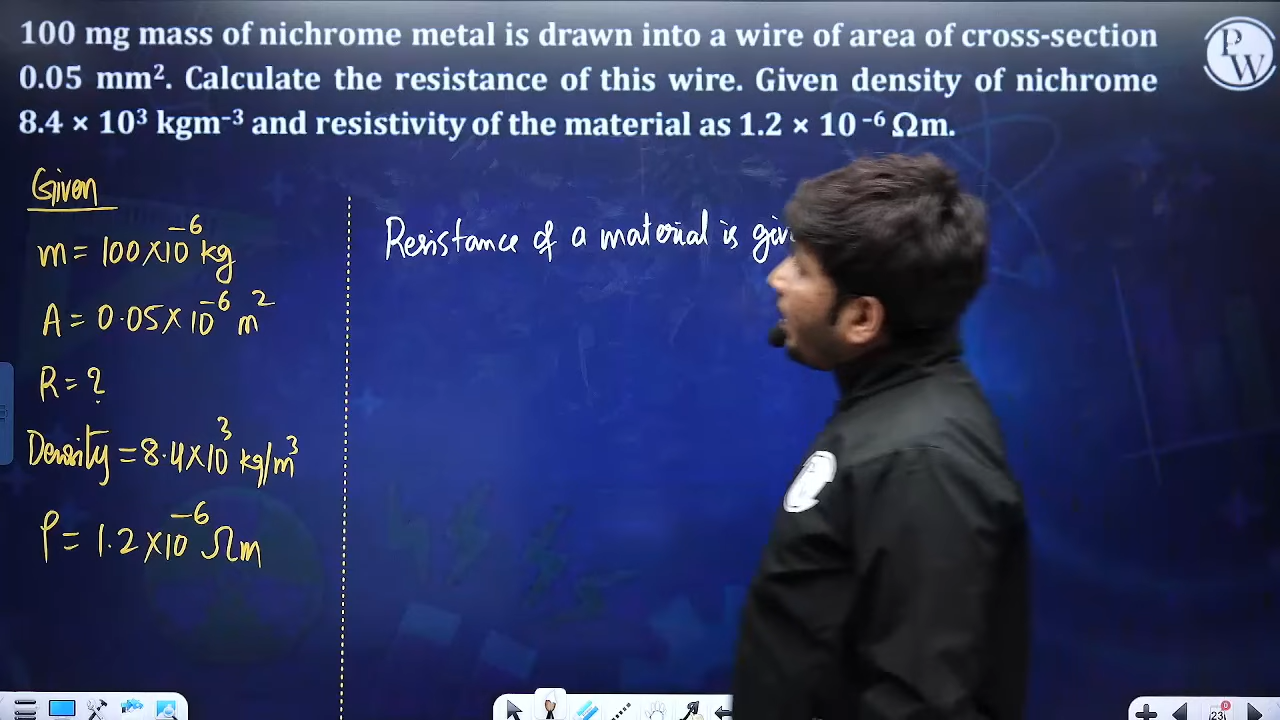 100 mg mass of nichrome metal is drawn into a wire of area of cross-section
0.05 mm². Calculate the resistance of this wire. Given density of nichrome
8.4 × 10³ kgm⁻³ and resistivity of the material as 1.2 × 10⁻⁶ Ωm.
PW
Given
m = 100×10⁻⁶ kg
A = 0.05×10⁻⁶ m²
R = ?
Density = 8.4×10³ kg/m³
ρ = 1.2×10⁻⁶ Ωm
Resistance of a material is giv
23